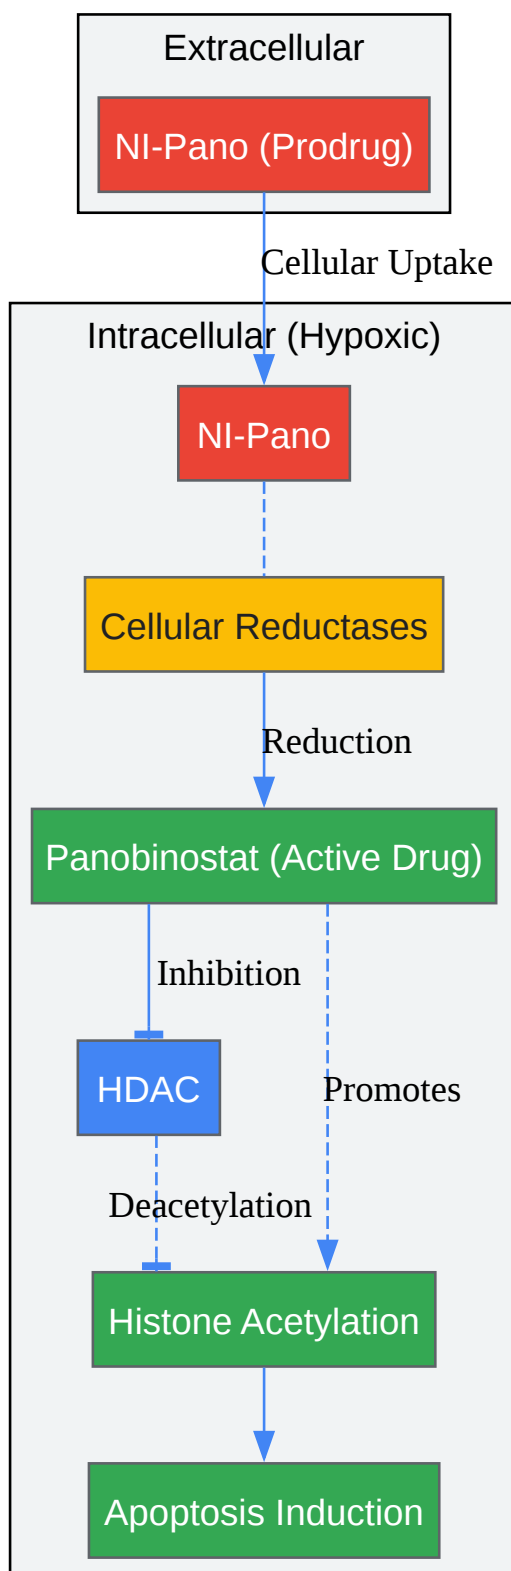 Extracellular
NI-Pano (Prodrug)
Cellular Uptake
Intracellular (Hypoxic)
NI-Pano
Cellular Reductases
Reduction
Panobinostat (Active Drug)
Inhibition
HDAC
Promotes
Deacetylation
Histone Acetylation
Apoptosis Induction